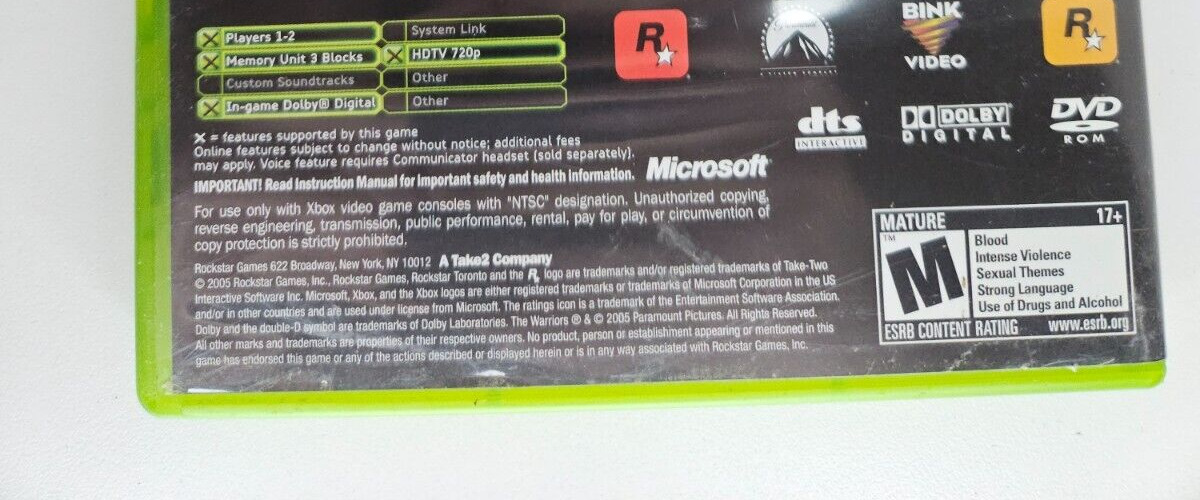 Players 1-2
Memory Unit 3 Blocks
Custom Soundtracks
In-game Dolby® Digital
System Link
HDTV 720p
Other
Other
R
Paramount
BINK
VIDEO
R
dts
INTERACTIVE
DOLBY
DIGITAL
DVD
ROM
X = features supported by this game
Online features subject to change without notice; additional fees
may apply. Voice feature requires Communicator headset (sold separately).
IMPORTANT! Read Instruction Manual for important safety and health information.
Microsoft®
For use only with Xbox video game consoles with "NTSC" designation. Unauthorized copying,
reverse engineering, transmission, public performance, rental, pay for play, or circumvention of
copy protection is strictly prohibited.
Rockstar Games 622 Broadway, New York, NY 10012 A Take2 Company
© 2005 Rockstar Games, Inc., Rockstar Games, Rockstar Toronto and the R logo are trademarks and/or registered trademarks of Take-Two
Interactive Software Inc. Microsoft, Xbox, and the Xbox logos are either registered trademarks or trademarks of Microsoft Corporation in the US
and/or in other countries and are used under license from Microsoft. The ratings icon is a trademark of the Entertainment Software Association.
Dolby and the double-D symbol are trademarks of Dolby Laboratories. The Warriors ® & © 2005 Paramount Pictures. All Rights Reserved.
All other marks and trademarks are properties of their respective owners. No product, person or establishment appearing or mentioned in this
game has endorsed this game or any of the actions described or displayed herein or is in any way associated with Rockstar Games, Inc.
MATURE 17+
TM
M
Blood
Intense Violence
Sexual Themes
Strong Language
Use of Drugs and Alcohol
ESRB CONTENT RATING www.esrb.org